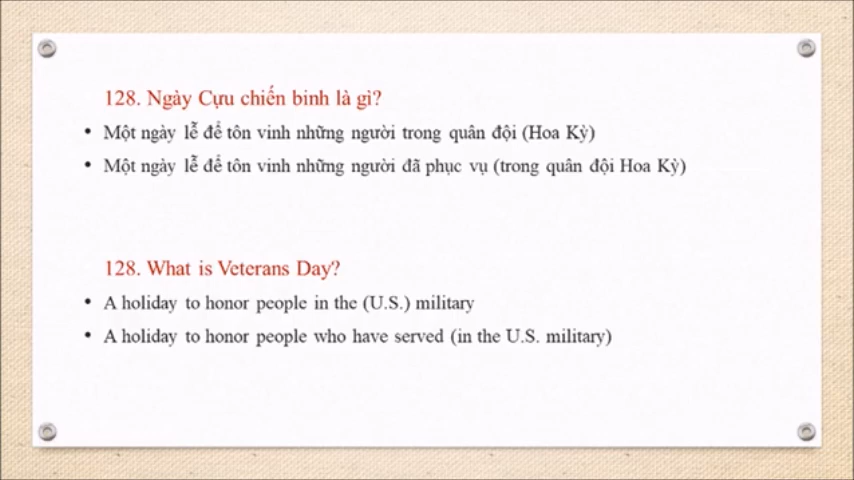 128. Ngày Cựu chiến binh là gì?
• Một ngày lễ để tôn vinh những người trong quân đội (Hoa Kỳ)
• Một ngày lễ để tôn vinh những người đã phục vụ (trong quân đội Hoa Kỳ)
128. What is Veterans Day?
• A holiday to honor people in the (U.S.) military
• A holiday to honor people who have served (in the U.S. military)